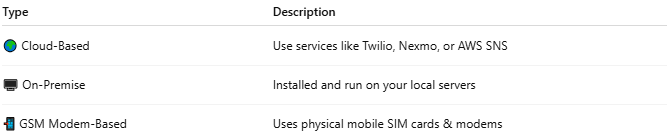 Type Description
Cloud-Based Use services like Twilio, Nexmo, or AWS SNS
On-Premise Installed and run on your local servers
GSM Modem-Based Uses physical mobile SIM cards & modems